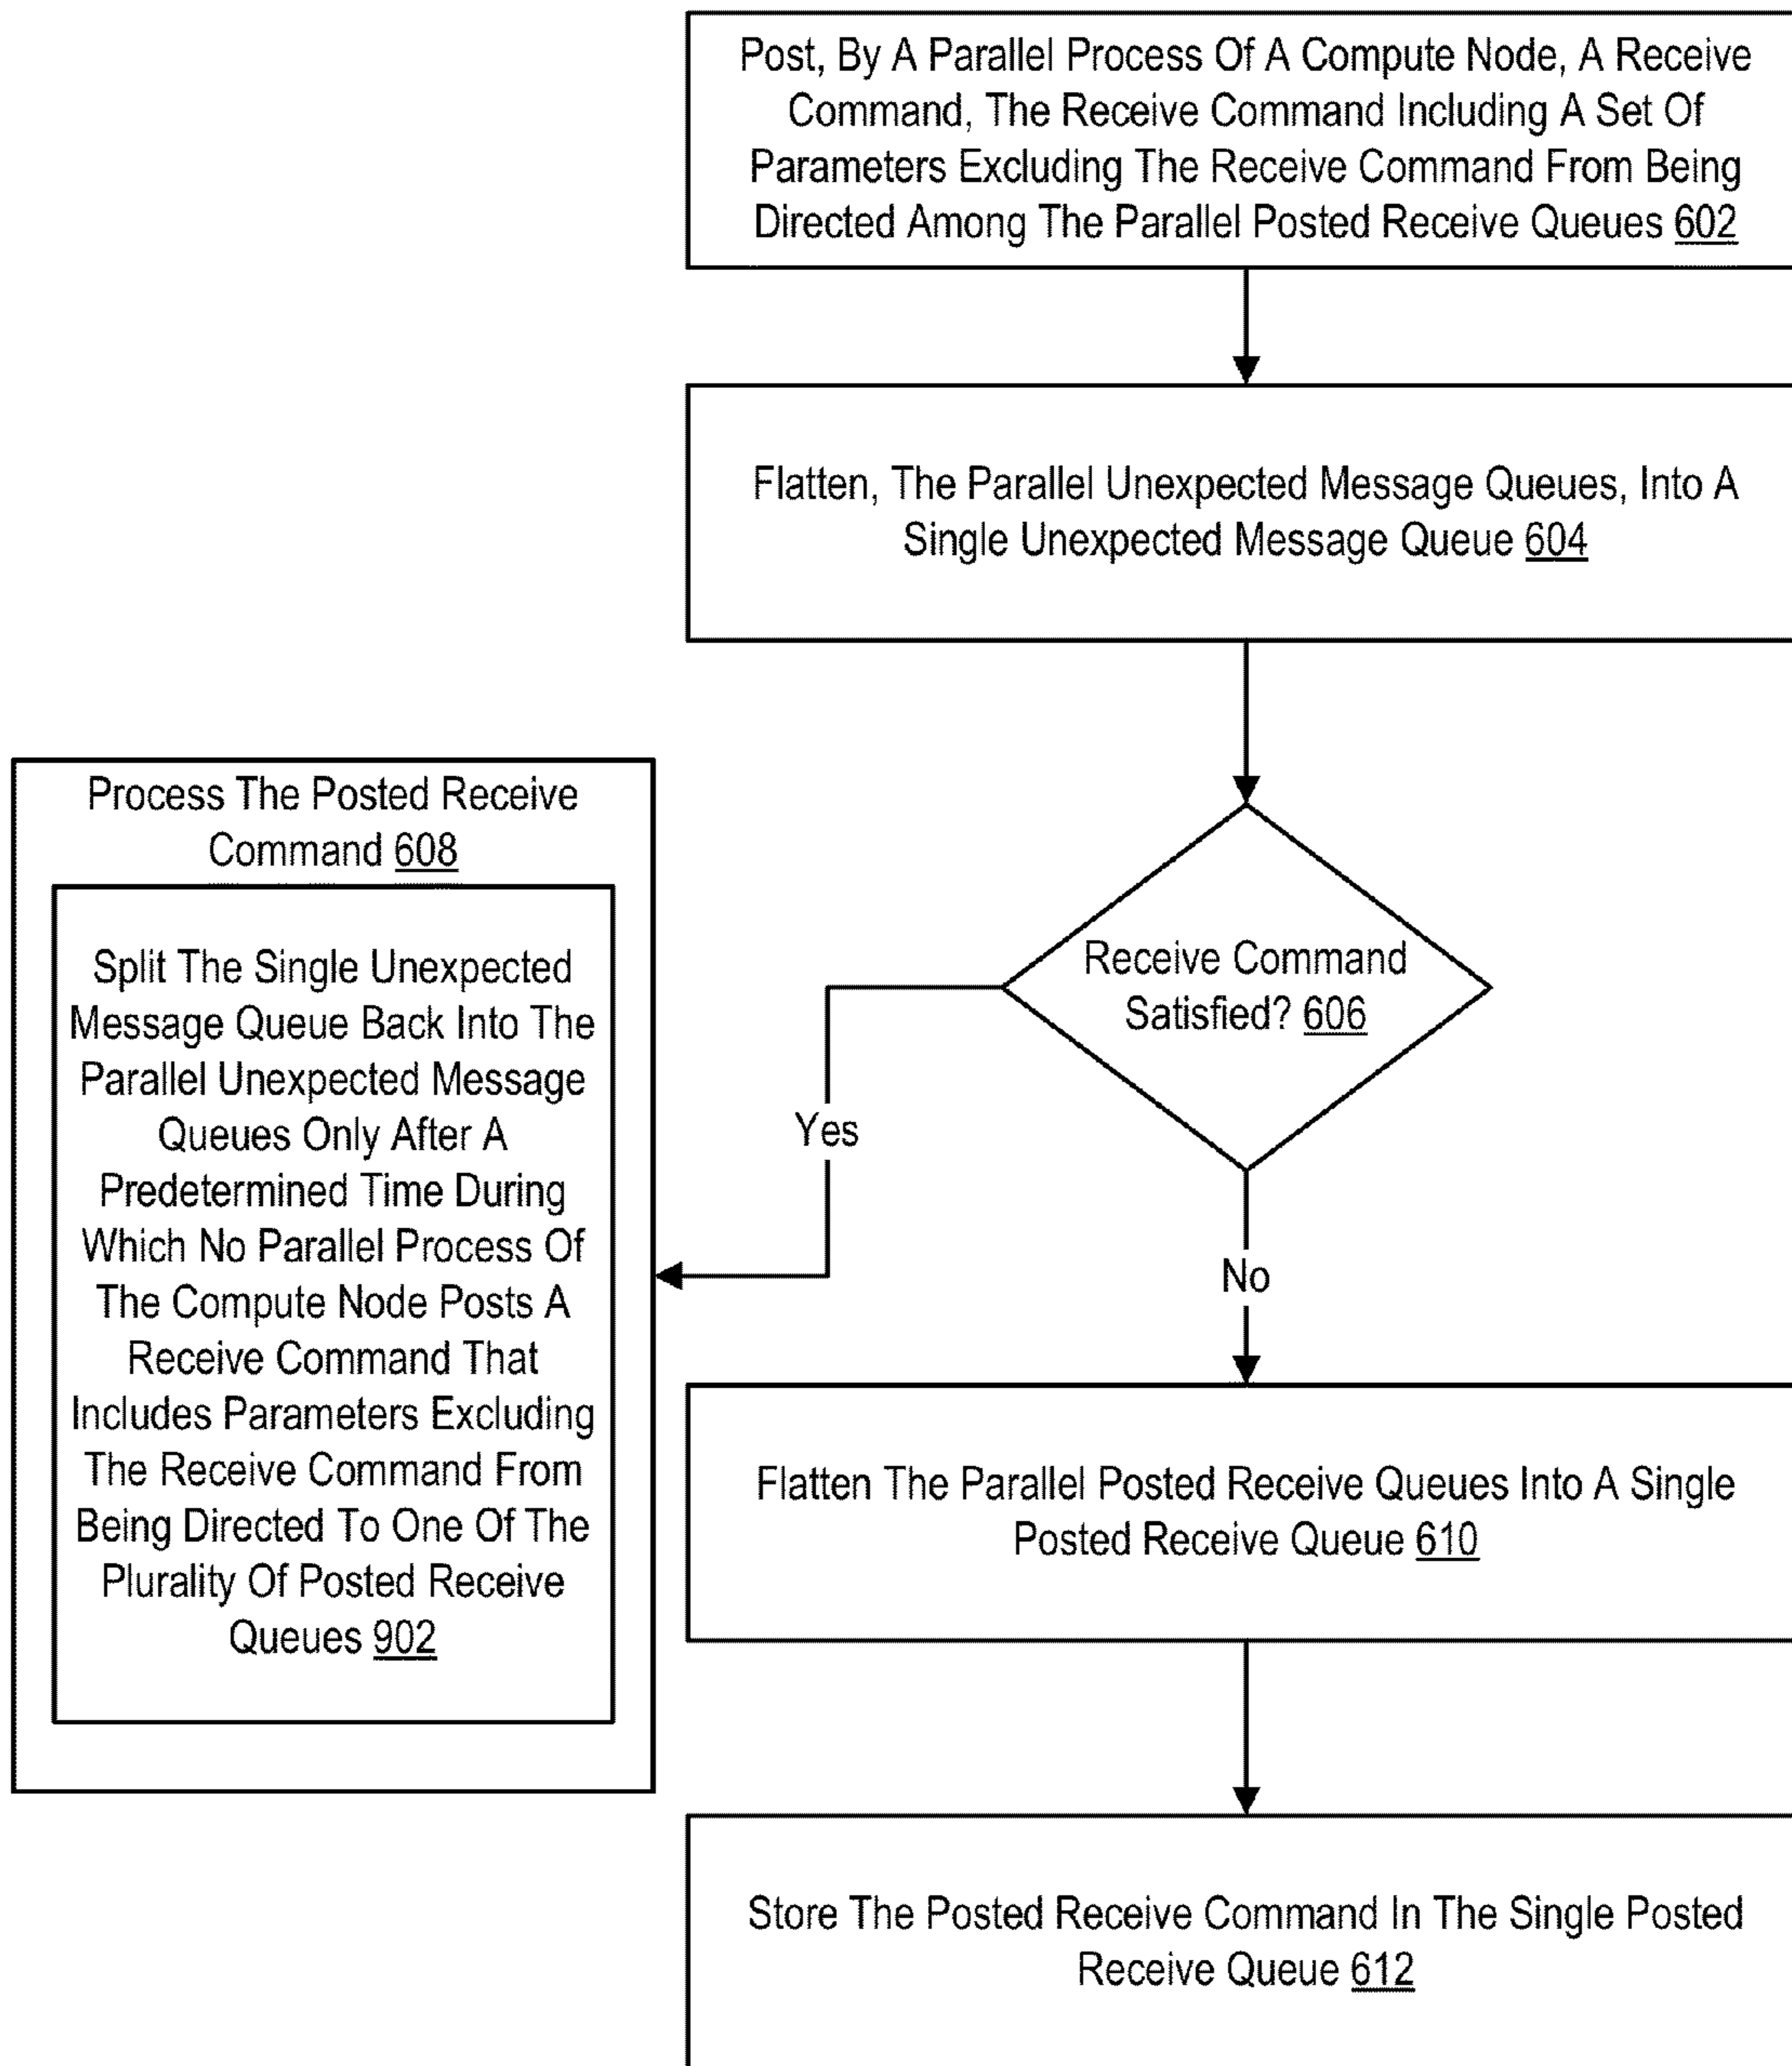 Post, By A Parallel Process Of A Compute Node, A Receive
Command, The Receive Command Including A Set Of
Parameters Excluding The Receive Command From Being
Directed Among The Parallel Posted Receive Queues 602
Flatten, The Parallel Unexpected Message Queues, Into A
Single Unexpected Message Queue 604
Receive Command
Satisfied? 606
Yes
No
Process The Posted Receive
Command 608
Split The Single Unexpected
Message Queue Back Into The
Parallel Unexpected Message
Queues Only After A
Predetermined Time During
Which No Parallel Process Of
The Compute Node Posts A
Receive Command That
Includes Parameters Excluding
The Receive Command From
Being Directed To One Of The
Plurality Of Posted Receive
Queues 902
Flatten The Parallel Posted Receive Queues Into A Single
Posted Receive Queue 610
Store The Posted Receive Command In The Single Posted
Receive Queue 612